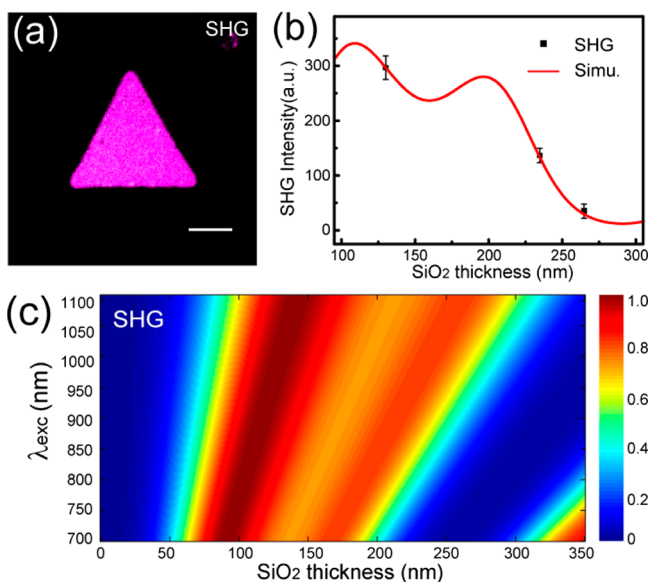 (a)
SHG
(b)
SHG Intensity(a.u.)
300
200
100
0
SHG
Simu.
100
150
200
250
300
SiO2 thickness (nm)
(c)
SHG
λexc (nm)
1100
1050
1000
950
900
850
800
750
700
0
50
100
150
200
250
300
350
SiO2 thickness (nm)
1.0
0.8
0.6
0.4
0.2
0